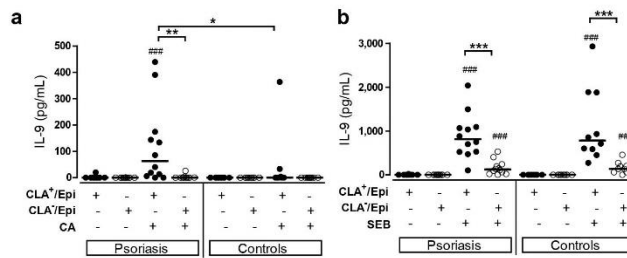 a
b
*
***
###
**
500
400
300
200
100
0
IL-9 (pg/mL)
***
###
###
###
##
3,000
2,000
1,000
0
IL-9 (pg/mL)
CLA⁺/Epi + - + - + - + -
CLA⁻/Epi - + - + - + - +
CA - - + + - - + +
Psoriasis Controls
CLA⁺/Epi + - + - + - + -
CLA⁻/Epi - + - + - + - +
SEB - - + + - - + +
Psoriasis Controls